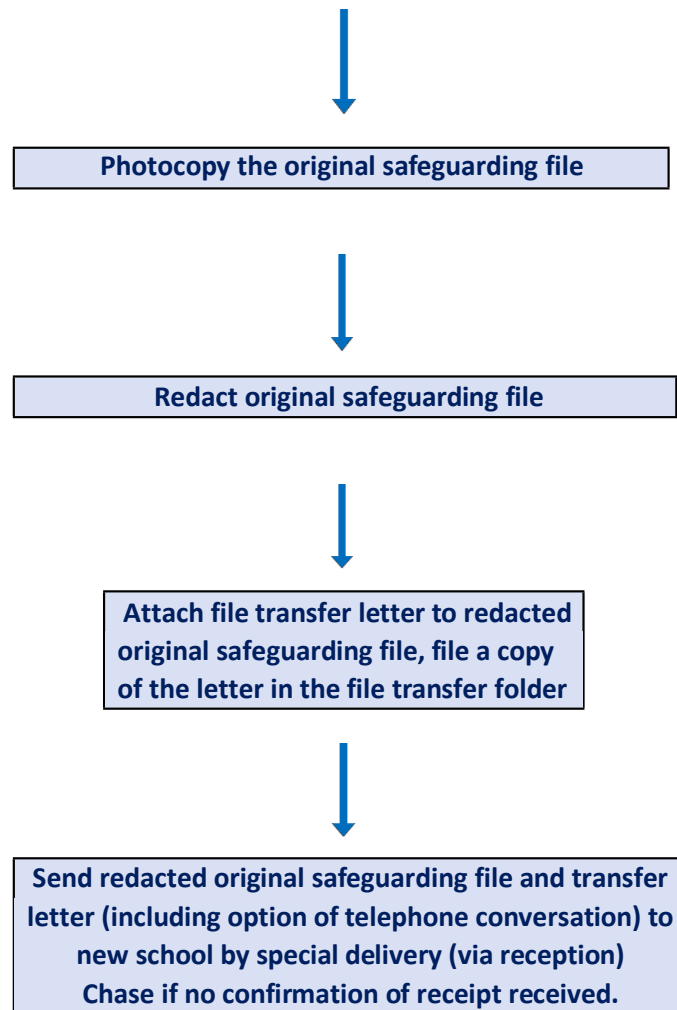 Photocopy the original safeguarding file
Redact original safeguarding file
Attach file transfer letter to redacted
original safeguarding file, file a copy
of the letter in the file transfer folder
Send redacted original safeguarding file and transfer
letter (including option of telephone conversation) to
new school by special delivery (via reception)
Chase if no confirmation of receipt received.